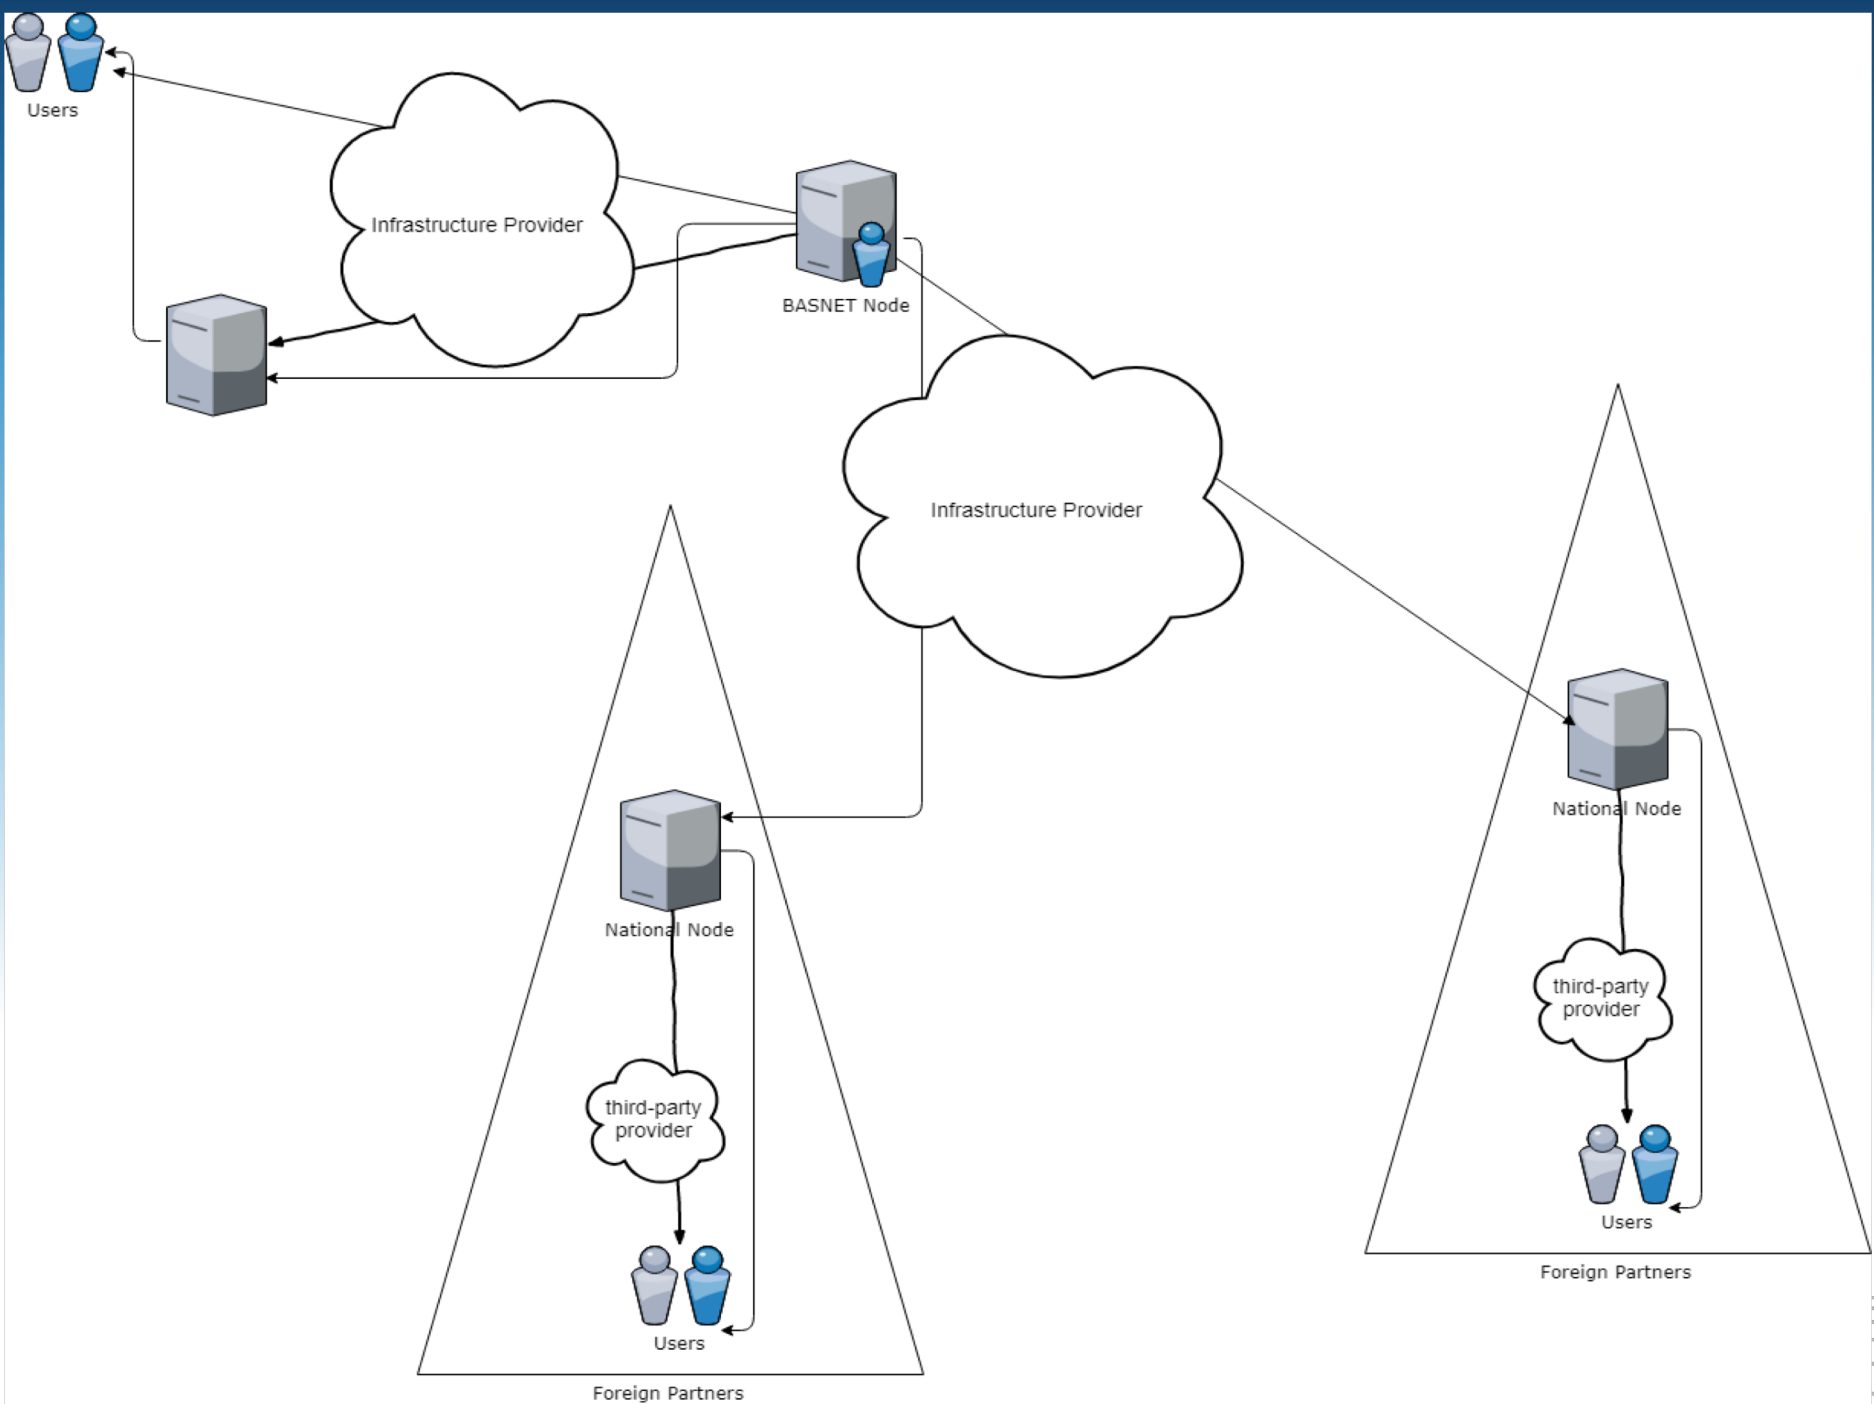 Users
Infrastructure Provider
BASNET Node
Infrastructure Provider
National Node
National Node
third-party
provider
third-party
provider
Users
Foreign Partners
Users
Foreign Partners